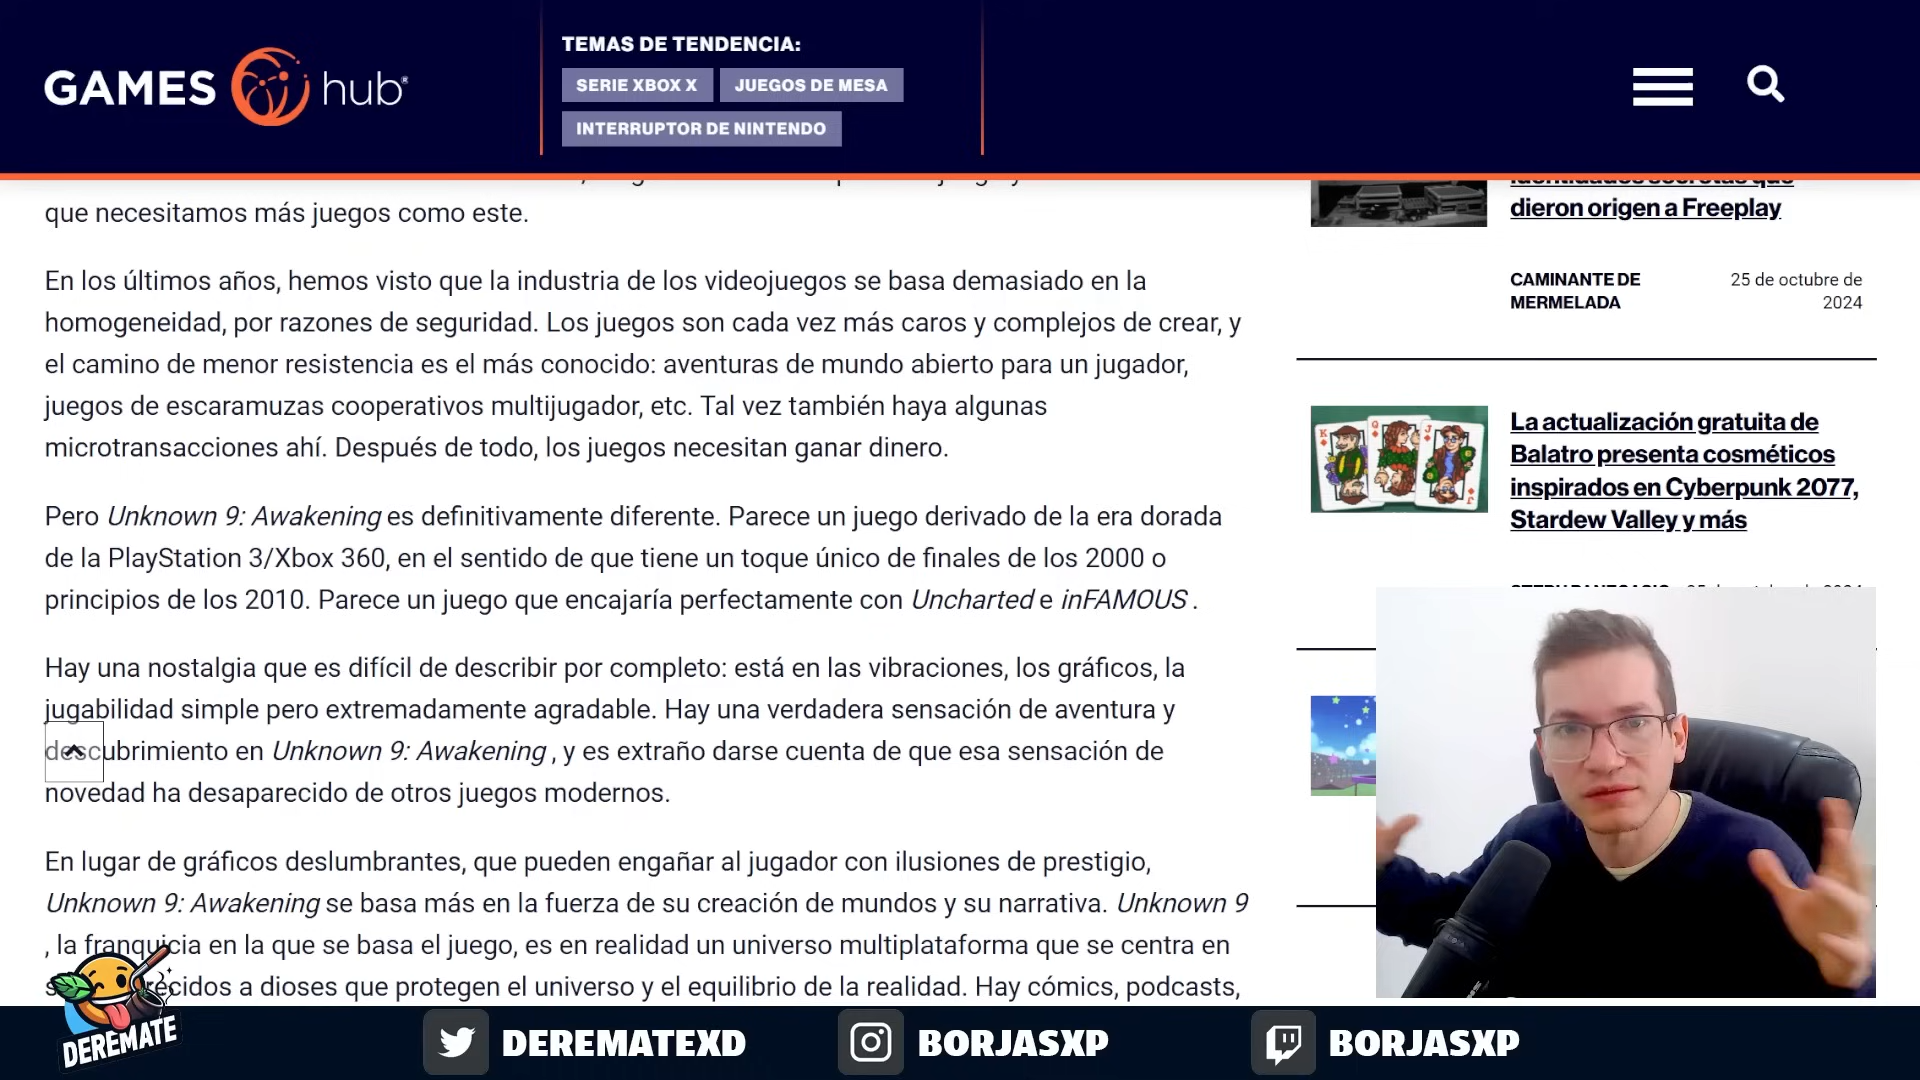 GAMES hub
TEMAS DE TENDENCIA:
SERIE XBOX X
JUEGOS DE MESA
INTERRUPTOR DE NINTENDO
que necesitamos más juegos como este.
En los últimos años, hemos visto que la industria de los videojuegos se basa demasiado en la
homogeneidad, por razones de seguridad. Los juegos son cada vez más caros y complejos de crear, y
el camino de menor resistencia es el más conocido: aventuras de mundo abierto para un jugador,
juegos de escaramuzas cooperativos multijugador, etc. Tal vez también haya algunas
microtransacciones ahí. Después de todo, los juegos necesitan ganar dinero.
Pero Unknown 9: Awakening es definitivamente diferente. Parece un juego derivado de la era dorada
de la PlayStation 3/Xbox 360, en el sentido de que tiene un toque único de finales de los 2000 o
principios de los 2010. Parece un juego que encajaría perfectamente con Uncharted e inFAMOUS .
Hay una nostalgia que es difícil de describir por completo: está en las vibraciones, los gráficos, la
jugabilidad simple pero extremadamente agradable. Hay una verdadera sensación de aventura y
descubrimiento en Unknown 9: Awakening , y es extraño darse cuenta de que esa sensación de
novedad ha desaparecido de otros juegos modernos.
En lugar de gráficos deslumbrantes, que pueden engañar al jugador con ilusiones de prestigio,
Unknown 9: Awakening se basa más en la fuerza de su creación de mundos y su narrativa. Unknown 9
, la franquicia en la que se basa el juego, es en realidad un universo multiplataforma que se centra en
a dioses que protegen el universo y el equilibrio de la realidad. Hay cómics, podcasts,
identidades secretas que
dieron origen a Freeplay
CAMINANTE DE
MERMELADA
25 de octubre de
2024
La actualización gratuita de
Balatro presenta cosméticos
inspirados en Cyberpunk 2077,
Stardew Valley y más
DEREMATE
DEREMATEXD
BORJASXP
BORJASXP